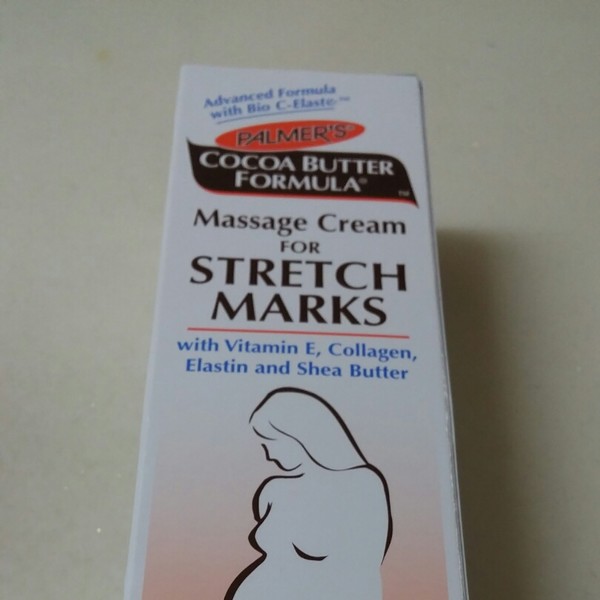 Advanced Formula
with Bio C-Elaste™
PALMER'S®
COCOA BUTTER
FORMULA®
™
Massage Cream
FOR
STRETCH
MARKS
with Vitamin E, Collagen,
Elastin and Shea Butter